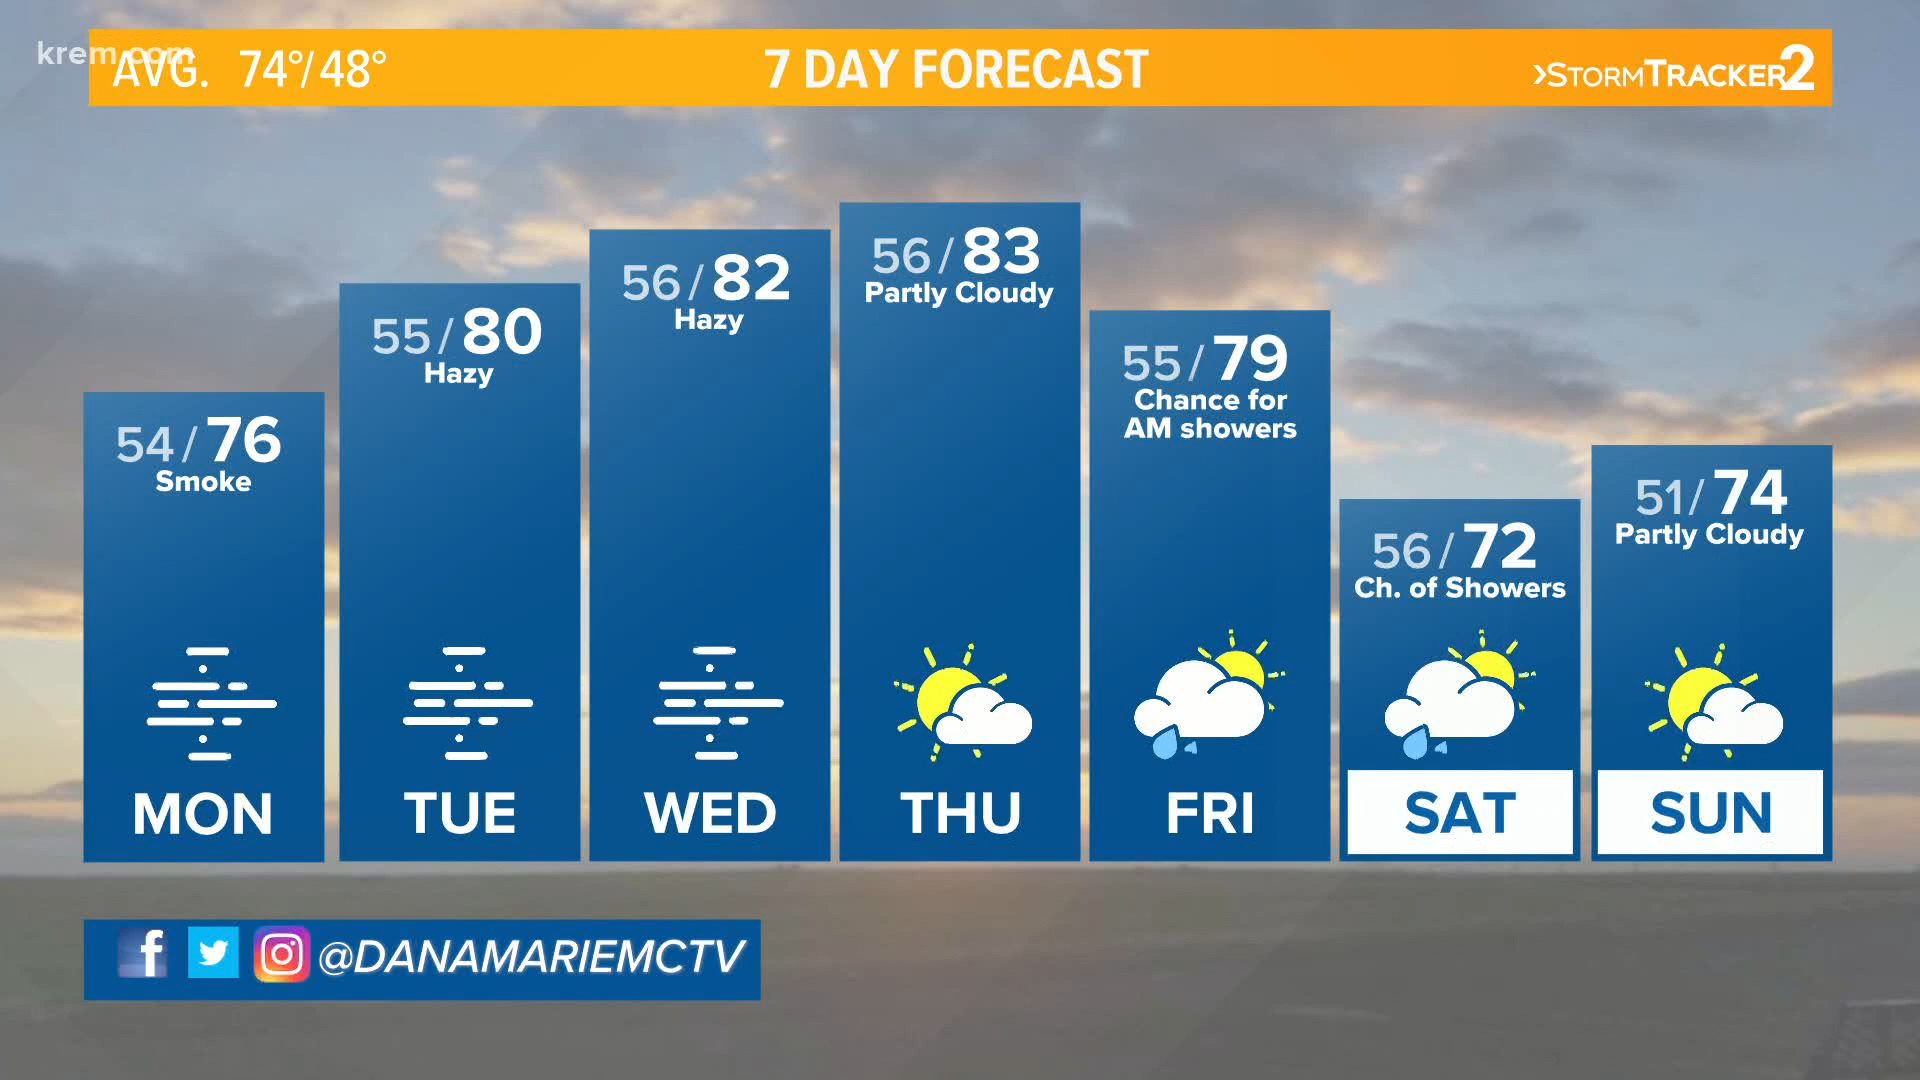 krem.com
AVG. 74°/48°
7 DAY FORECAST
›STORMTRACKER2
54/76
Smoke
MON
55/80
Hazy
TUE
56/82
Hazy
WED
56/83
Partly Cloudy
THU
55/79
Chance for
AM showers
FRI
56/72
Ch. of Showers
SAT
51/74
Partly Cloudy
SUN
@DANAMARIEMCTV